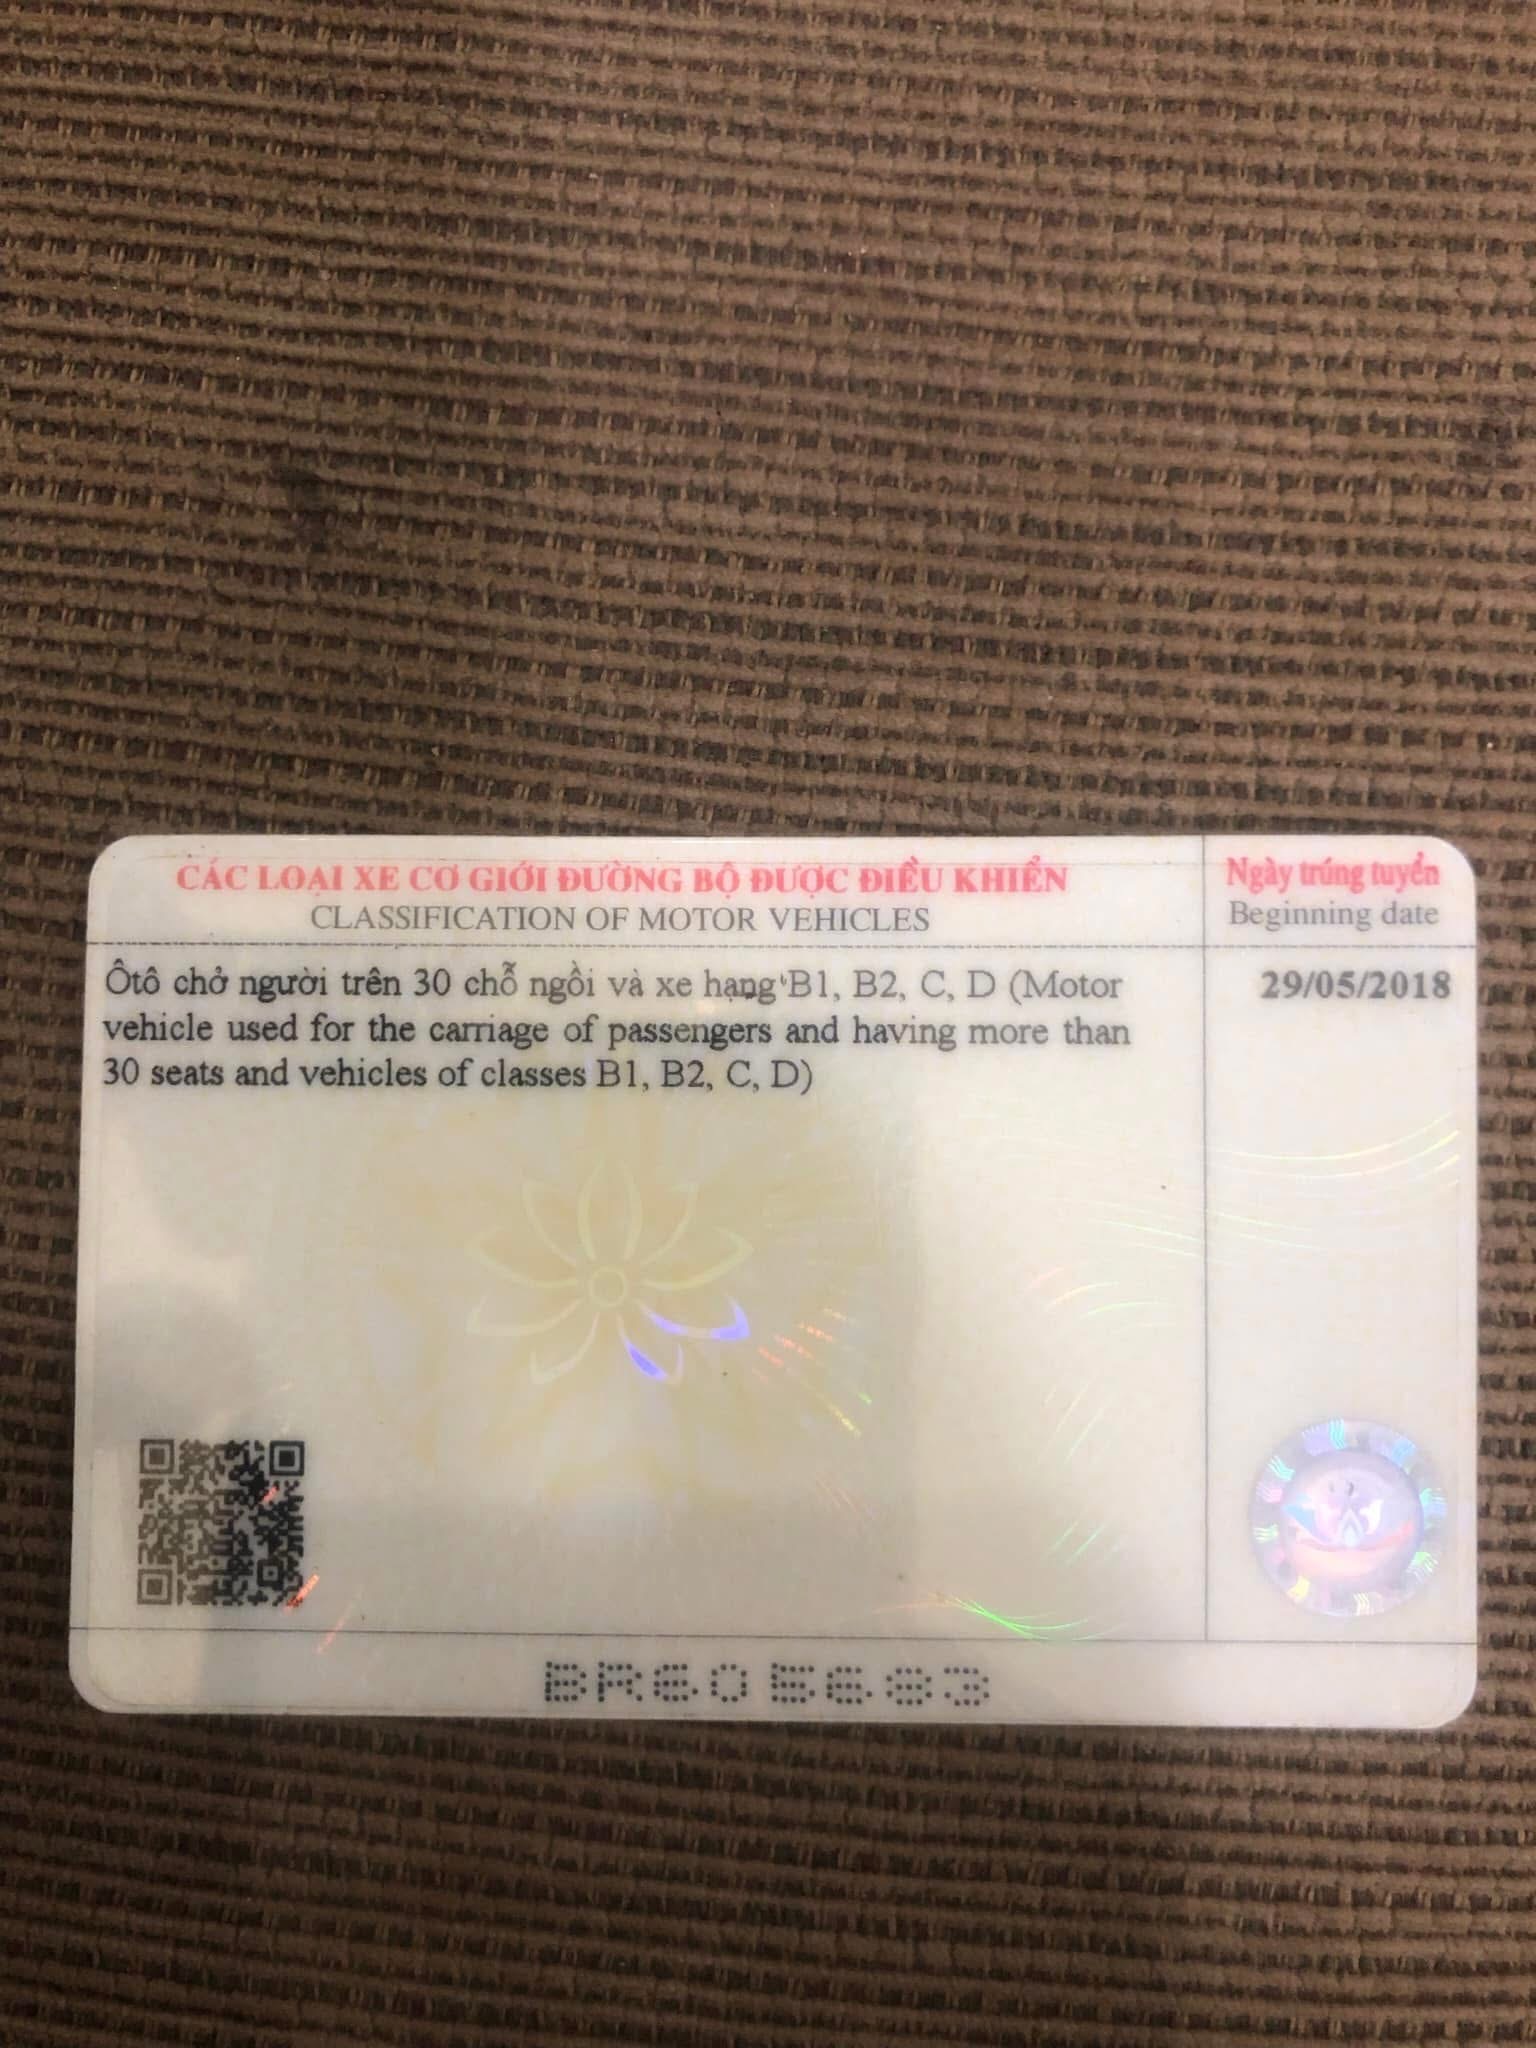 CÁC LOẠI XE CƠ GIỚI ĐƯỜNG BỘ ĐƯỢC ĐIỀU KHIỂN
CLASSIFICATION OF MOTOR VEHICLES
Ngày trúng tuyển
Beginning date
Ôtô chở người trên 30 chỗ ngồi và xe hạng B1, B2, C, D (Motor
vehicle used for the carriage of passengers and having more than
30 seats and vehicles of classes B1, B2, C, D)
29/05/2018
BR605683